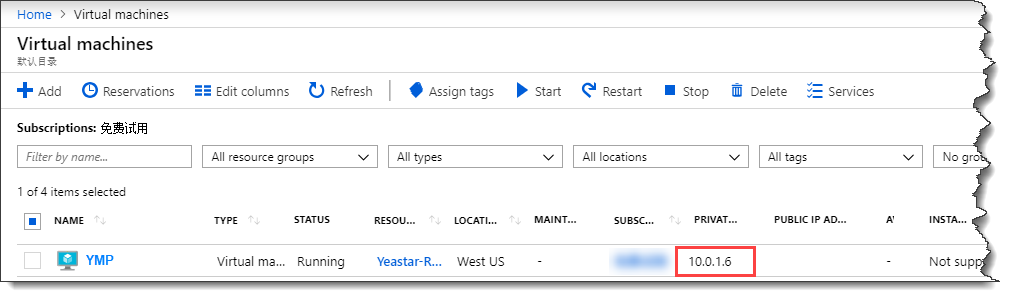 Home > Virtual machines
Virtual machines
默认目录
Add Reservations Edit columns Refresh Assign tags Start Restart Stop Delete Services
Subscriptions: 免费试用
Filter by name... All resource groups All types All locations All tags No grou
1 of 4 items selected
NAME TYPE STATUS RESOU... LOCATI... MAINT... SUBSC... PRIVAT... PUBLIC IP AD... INSTA...
YMP Virtual ma... Running Yeastar-R... West US - 10.0.1.6 - Not supp